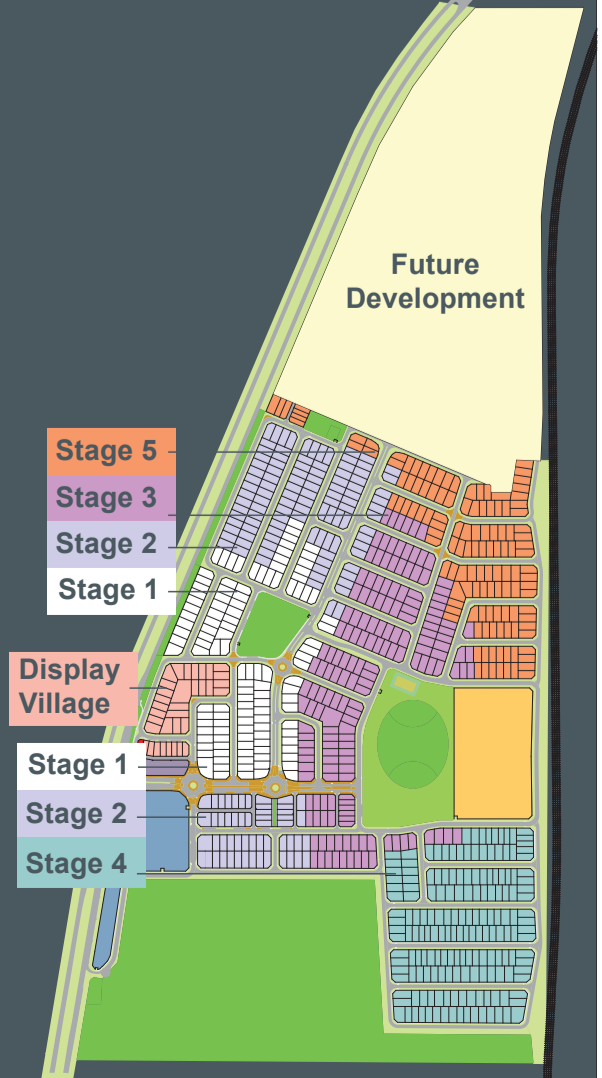 Future
Development
Stage 5
Stage 3
Stage 2
Stage 1
Display
Village
Stage 1
Stage 2
Stage 4